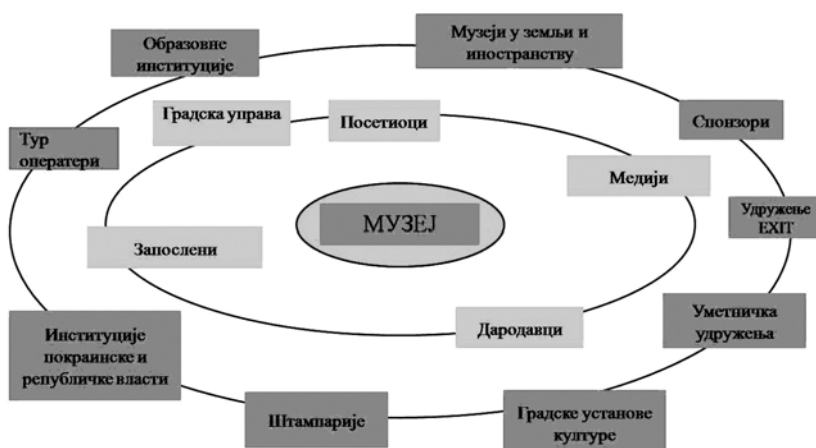 Образовне
институције
Музеји у земљи и
иностранству
Градска управа
Посетиоци
Спонзори
Тур
оператери
Медији
Удружење
EXIT
МУЗЕЈ
Запослени
Институције
покраинске и
републичке власти
Дародавци
Уметничка
удружења
Штампарије
Градске установе
културе